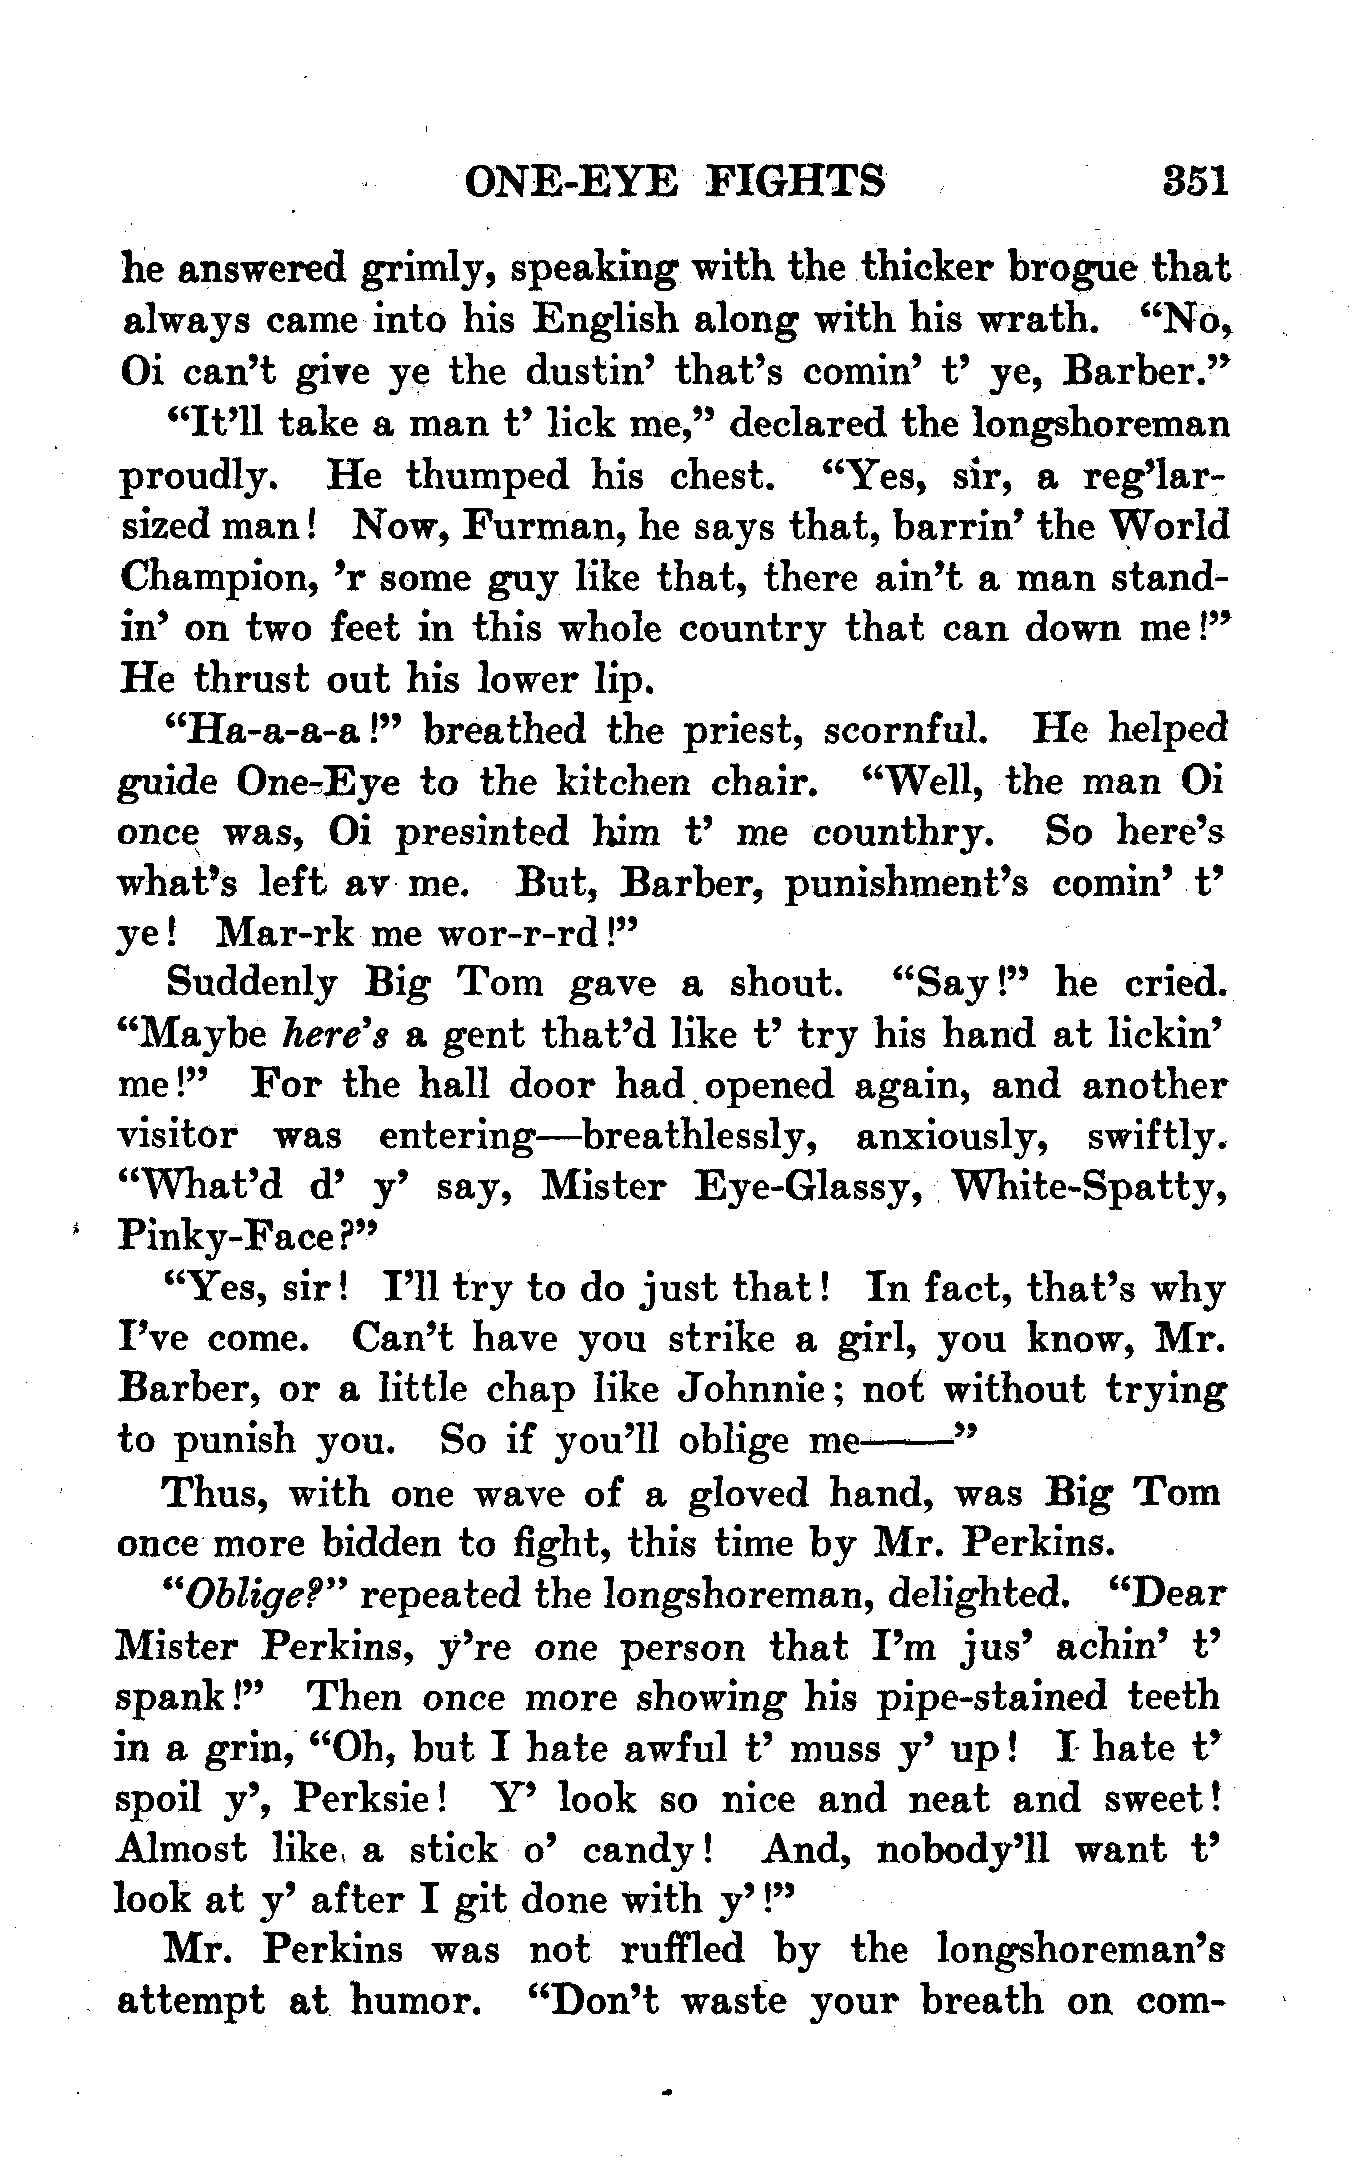 ONE-EYE FIGHTS 351
he answered grimly, speaking with the thicker brogue that
always came into his English along with his wrath. "No,
Oi can't give ye the dustin' that's comin' t' ye, Barber."
"It'll take a man t' lick me," declared the longshoreman
proudly. He thumped his chest. "Yes, sir, a reg'lar-
sized man! Now, Furman, he says that, barrin' the World
Champion, 'r some guy like that, there ain't a man stand-
in' on two feet in this whole country that can down me!"
He thrust out his lower lip.
"Ha-a-a-a!" breathed the priest, scornful. He helped
guide One-Eye to the kitchen chair. "Well, the man Oi
once was, Oi presinted him t' me counthry. So here's
what's left av me. But, Barber, punishment's comin' t'
ye! Mar-rk me wor-r-rd!"
Suddenly Big Tom gave a shout. "Say!" he cried.
"Maybe here's a gent that'd like t' try his hand at lickin'
me!" For the hall door had opened again, and another
visitor was entering—breathlessly, anxiously, swiftly.
"What'd d' y' say, Mister Eye-Glassy, White-Spatty,
Pinky-Face?"
"Yes, sir! I'll try to do just that! In fact, that's why
I've come. Can't have you strike a girl, you know, Mr.
Barber, or a little chap like Johnnie; not without trying
to punish you. So if you'll oblige me——"
Thus, with one wave of a gloved hand, was Big Tom
once more bidden to fight, this time by Mr. Perkins.
"Oblige?" repeated the longshoreman, delighted. "Dear
Mister Perkins, y're one person that I'm jus' achin' t'
spank!" Then once more showing his pipe-stained teeth
in a grin, "Oh, but I hate awful t' muss y' up! I hate t'
spoil y', Perksie! Y' look so nice and neat and sweet!
Almost like a stick o' candy! And, nobody'll want t'
look at y' after I git done with y'!"
Mr. Perkins was not ruffled by the longshoreman's
attempt at humor. "Don't waste your breath on com-